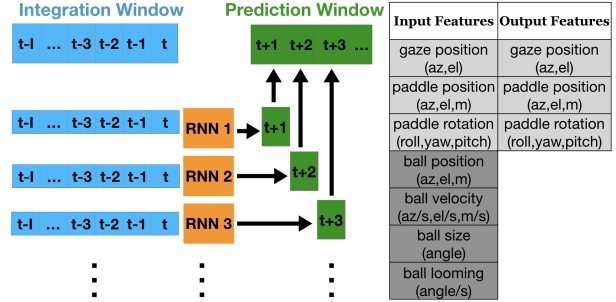 Integration Window
Prediction Window
t-I ... t-3 t-2 t-1 t
t+1 t+2 t+3 ...
t-I ... t-3 t-2 t-1 t
RNN 1
t+1
t-I ... t-3 t-2 t-1 t
RNN 2
t+2
t-I ... t-3 t-2 t-1 t
RNN 3
t+3
Input Features
Output Features
gaze position
(az,el)
gaze position
(az,el)
paddle position
(az,el,m)
paddle position
(az,el,m)
paddle rotation
(roll,yaw,pitch)
paddle rotation
(roll,yaw,pitch)
ball position
(az,el,m)
ball velocity
(az/s,el/s,m/s)
ball size
(angle)
ball looming
(angle/s)